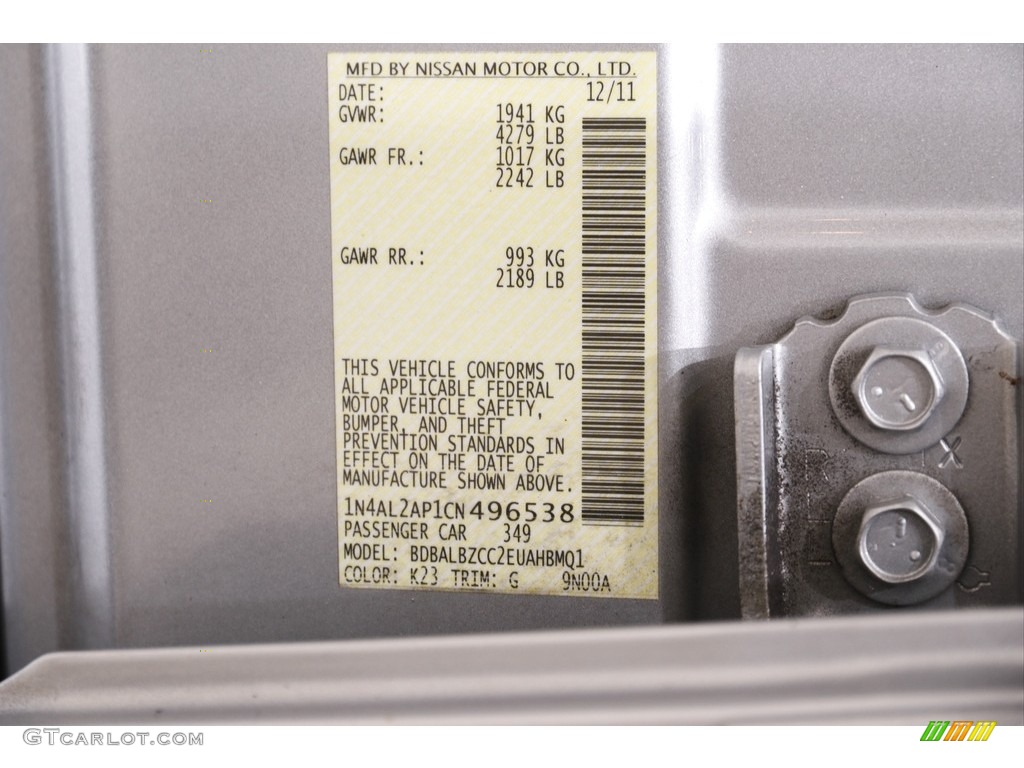 MFD BY NISSAN MOTOR CO., LTD.
DATE: 12/11
GVWR: 1941 KG
4279 LB
GAWR FR.: 1017 KG
2242 LB
GAWR RR.: 993 KG
2189 LB
THIS VEHICLE CONFORMS TO
ALL APPLICABLE FEDERAL
MOTOR VEHICLE SAFETY,
BUMPER, AND THEFT
PREVENTION STANDARDS IN
EFFECT ON THE DATE OF
MANUFACTURE SHOWN ABOVE.
1N4AL2AP1CN496538
PASSENGER CAR 349
MODEL: BDBALBZCC2EUAHBMQ1
COLOR: K23 TRIM: G 9N00A
GTCARLOT.COM